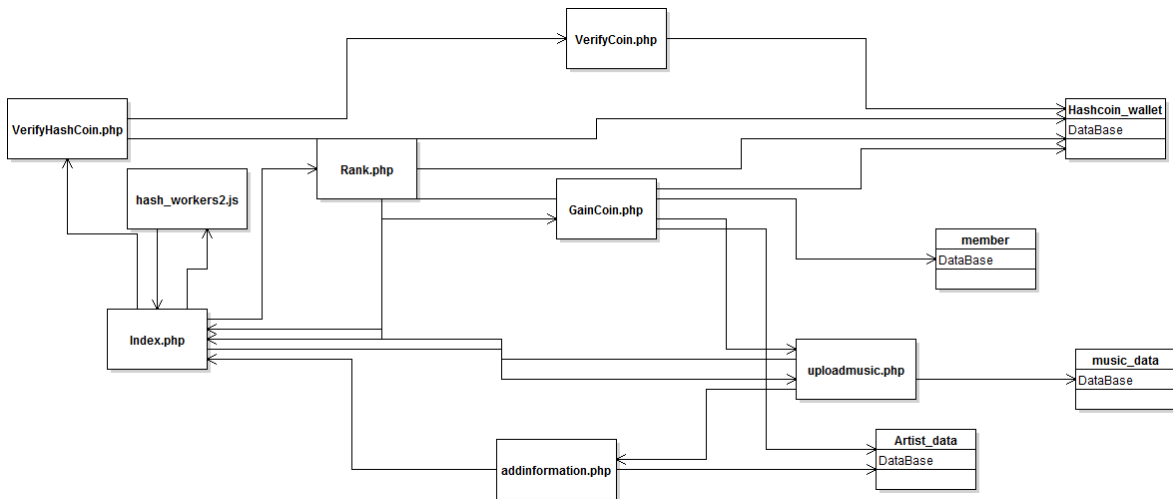 VerifyCoin.php
VerifyHashCoin.php
Hashcoin_wallet
DataBase
Rank.php
hash_workers2.js
GainCoin.php
member
DataBase
Index.php
uploadmusic.php
music_data
DataBase
Artist_data
DataBase
addinformation.php